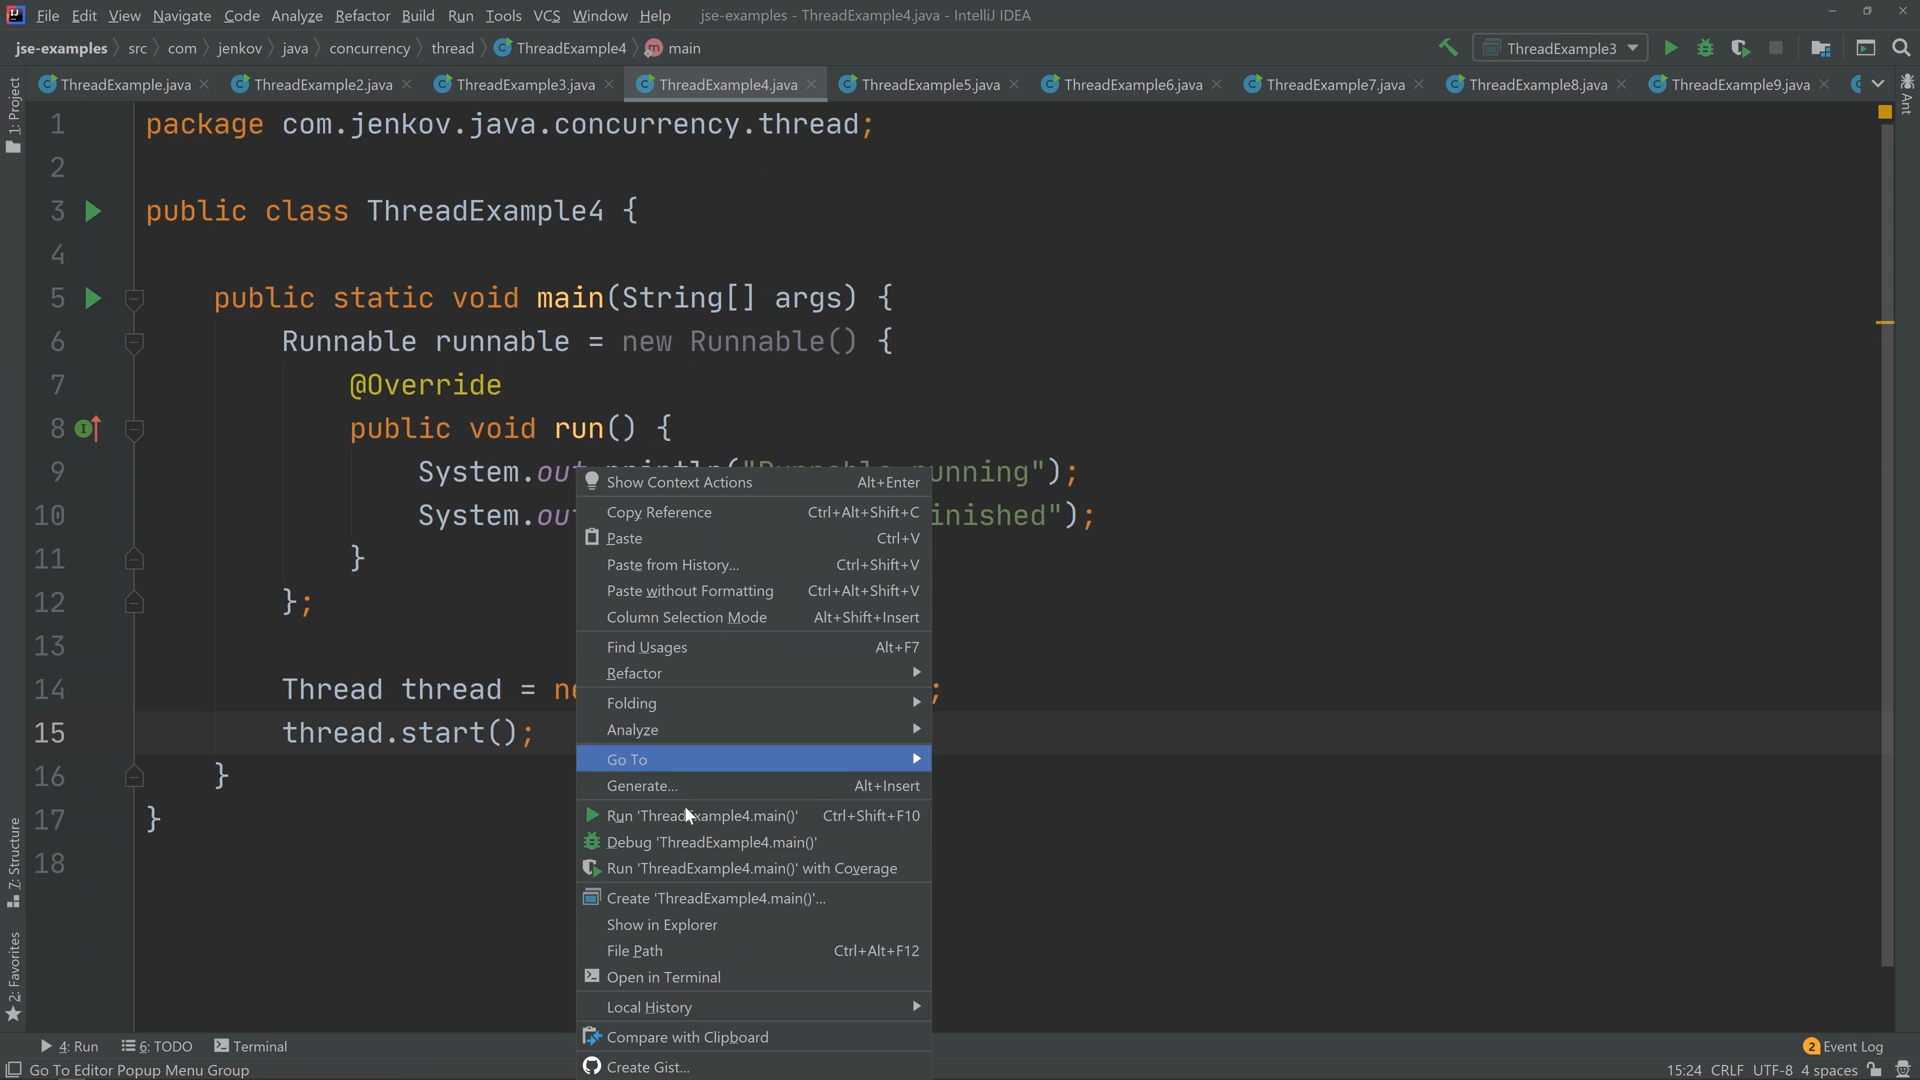 File Edit View Navigate Code Analyze Refactor Build Run Tools VCS Window Help jse-examples - ThreadExample4.java - IntelliJ IDEA
jse-examples src com jenkov java concurrency thread ThreadExample4 main ThreadExample3
ThreadExample.java ThreadExample2.java ThreadExample3.java ThreadExample4.java ThreadExample5.java ThreadExample6.java ThreadExample7.java ThreadExample8.java ThreadExample9.java
1: Project
Ant
1 package com.jenkov.java.concurrency.thread;
2
3 public class ThreadExample4 {
4
5 public static void main(String[] args) {
6 Runnable runnable = new Runnable() {
7 @Override
8 public void run() {
9 System.out.println("Runnable running");
10 System.out inished");
11 }
12 };
13
14 Thread thread = ne ;
15 thread.start();
16 }
17 }
18
Show Context Actions Alt+Enter
Copy Reference Ctrl+Alt+Shift+C
Paste Ctrl+V
Paste from History... Ctrl+Shift+V
Paste without Formatting Ctrl+Alt+Shift+V
Column Selection Mode Alt+Shift+Insert
Find Usages Alt+F7
Refactor
Folding
Analyze
Go To
Generate... Alt+Insert
Run 'ThreadExample4.main()' Ctrl+Shift+F10
Debug 'ThreadExample4.main()'
Run 'ThreadExample4.main()' with Coverage
Create 'ThreadExample4.main()'...
Show in Explorer
File Path Ctrl+Alt+F12
Open in Terminal
Local History
Compare with Clipboard
Create Gist...
7: Structure
2: Favorites
4: Run 6: TODO Terminal 2 Event Log
Go To Editor Popup Menu Group 15:24 CRLF UTF-8 4 spaces